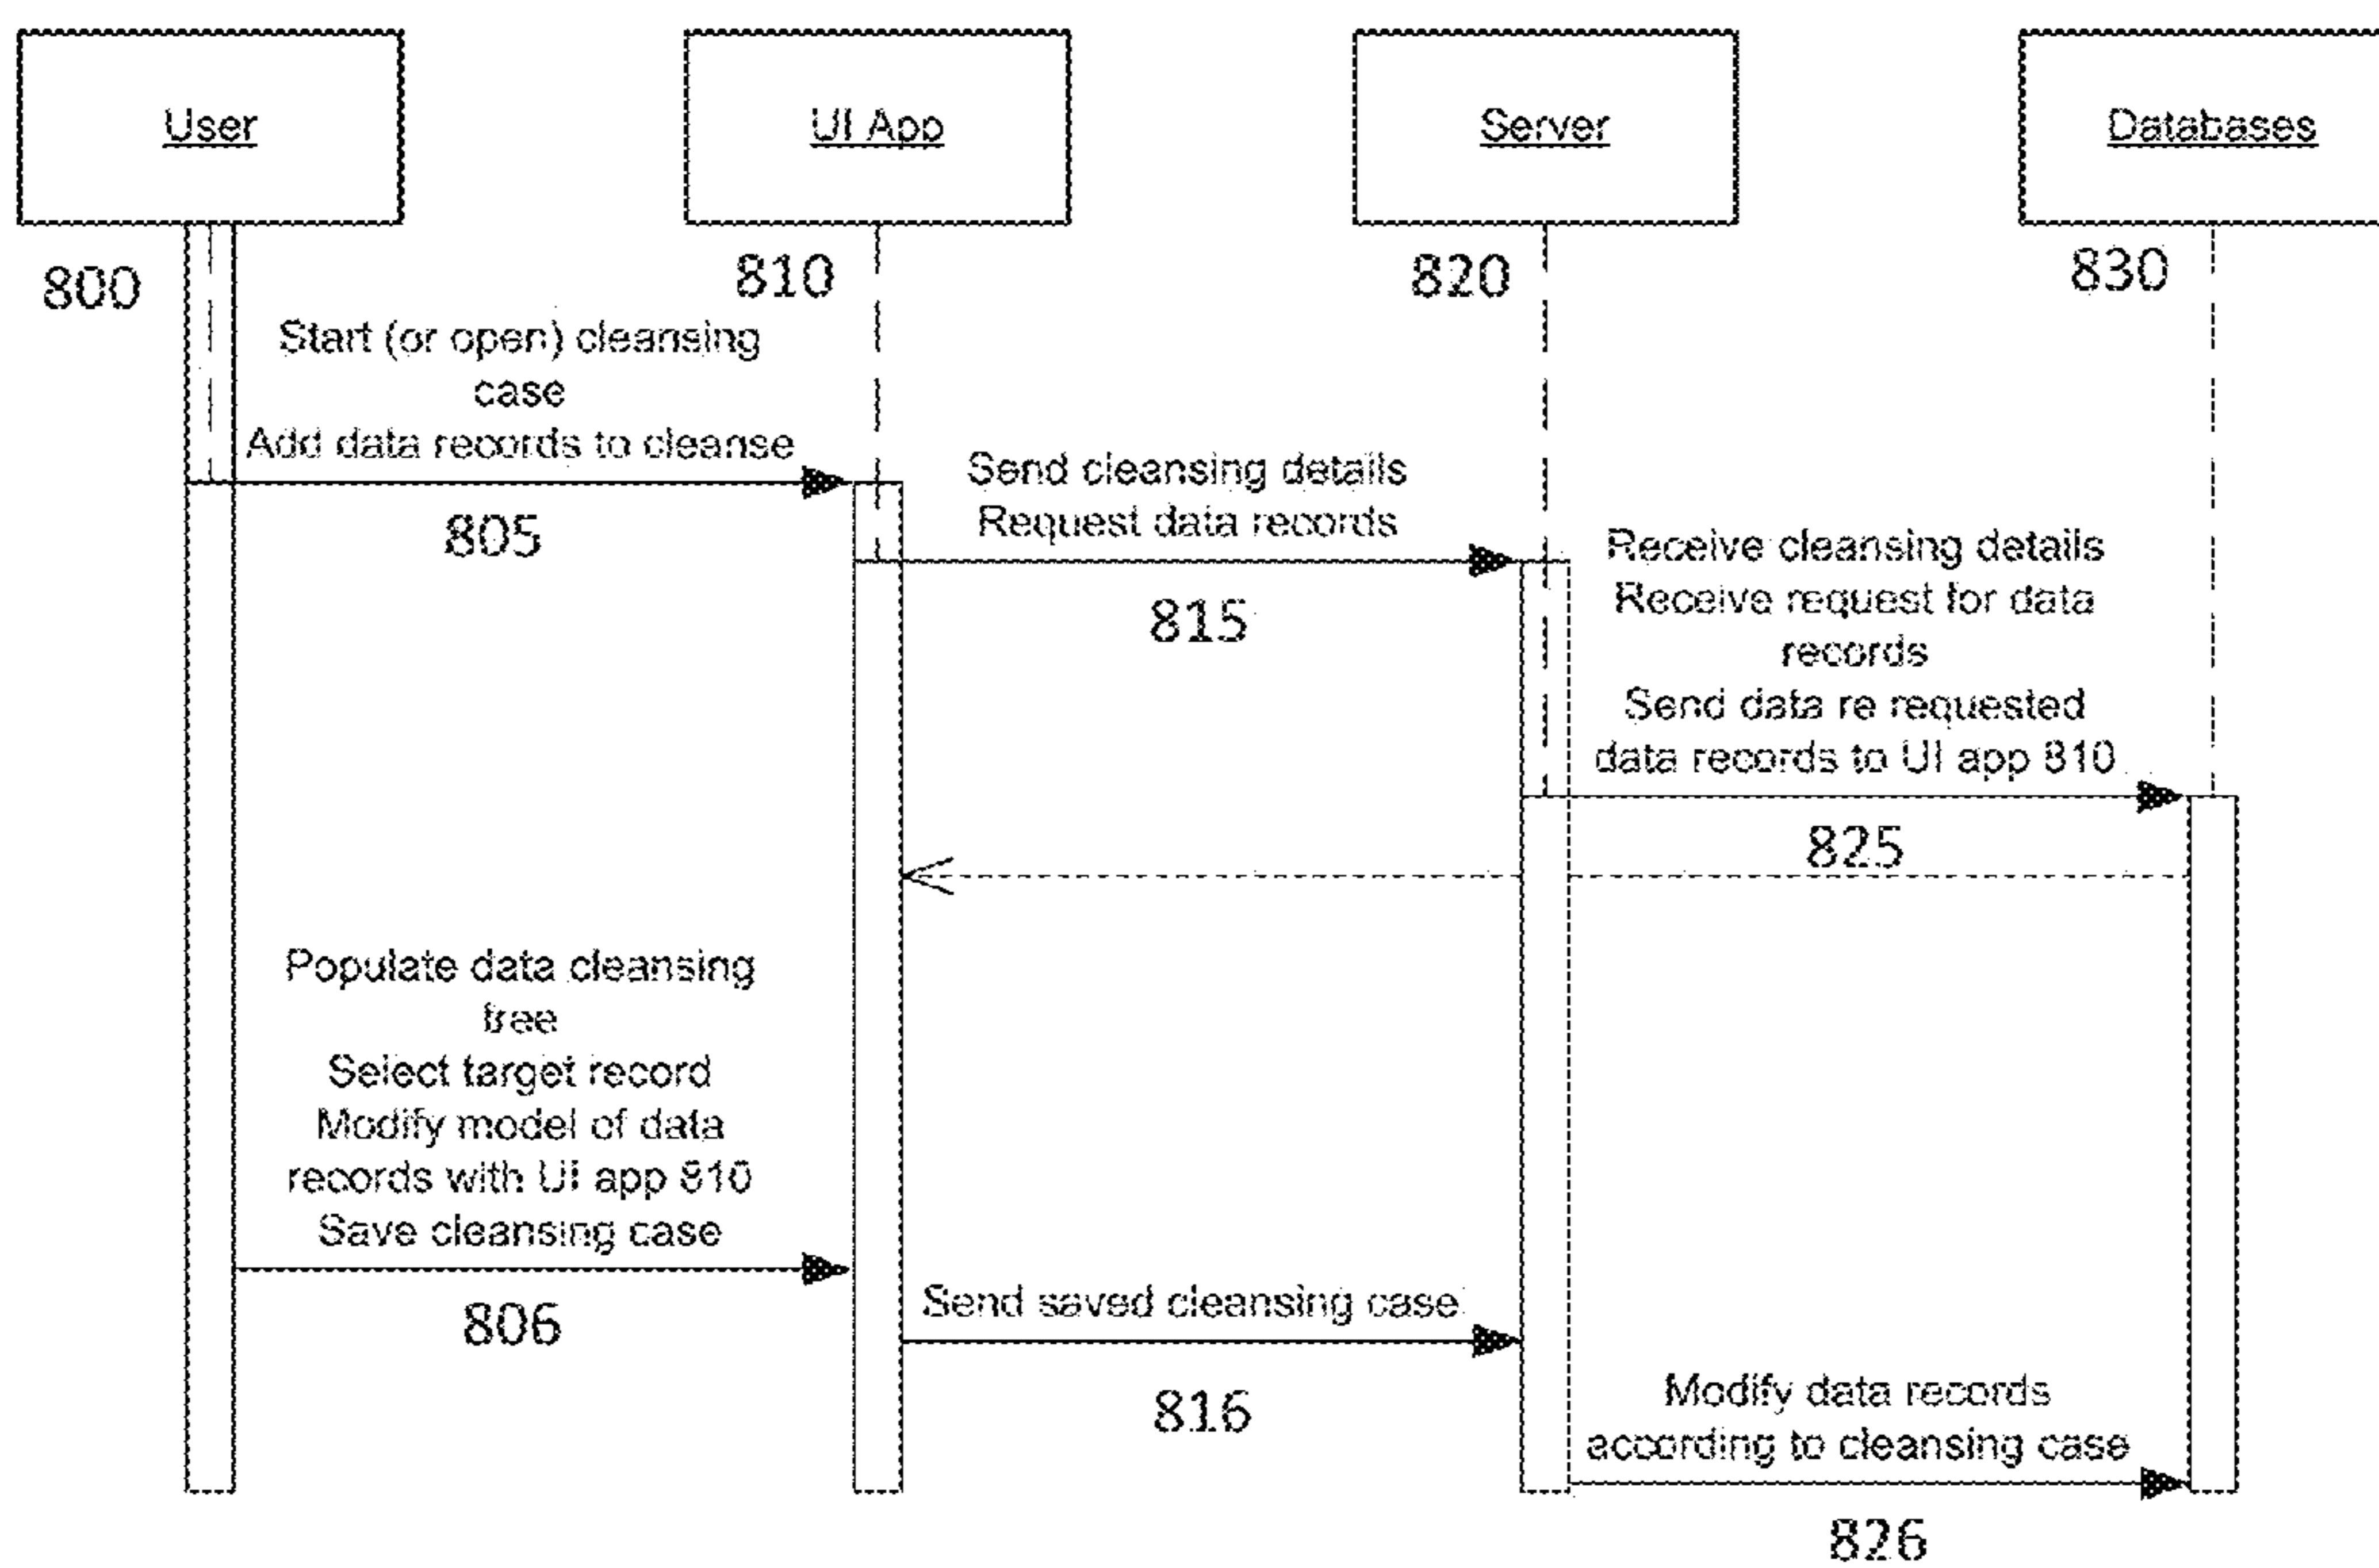 User
UI App
Server
Databases
800
810
820
830
Start (or open) cleansing
case
Add data records to cleanse
805
Send cleansing details
Request data records
815
Receive cleansing details
Receive request for data
records
Send data re requested
data records to UI app 810
825
Populate data cleansing
tree
Select target record
Modify model of data
records with UI app 810
Save cleansing case
806
Send saved cleansing case
816
Modify data records
according to cleansing case
826